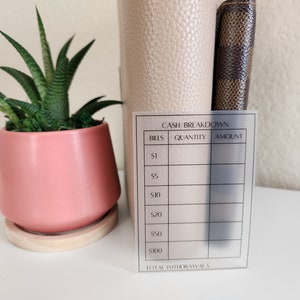 CASH BREAKDOWN
BILLS QUANTITY AMOUNT
$1
$5
$10
$20
$50
$100
TOTAL WITHDRAWALS